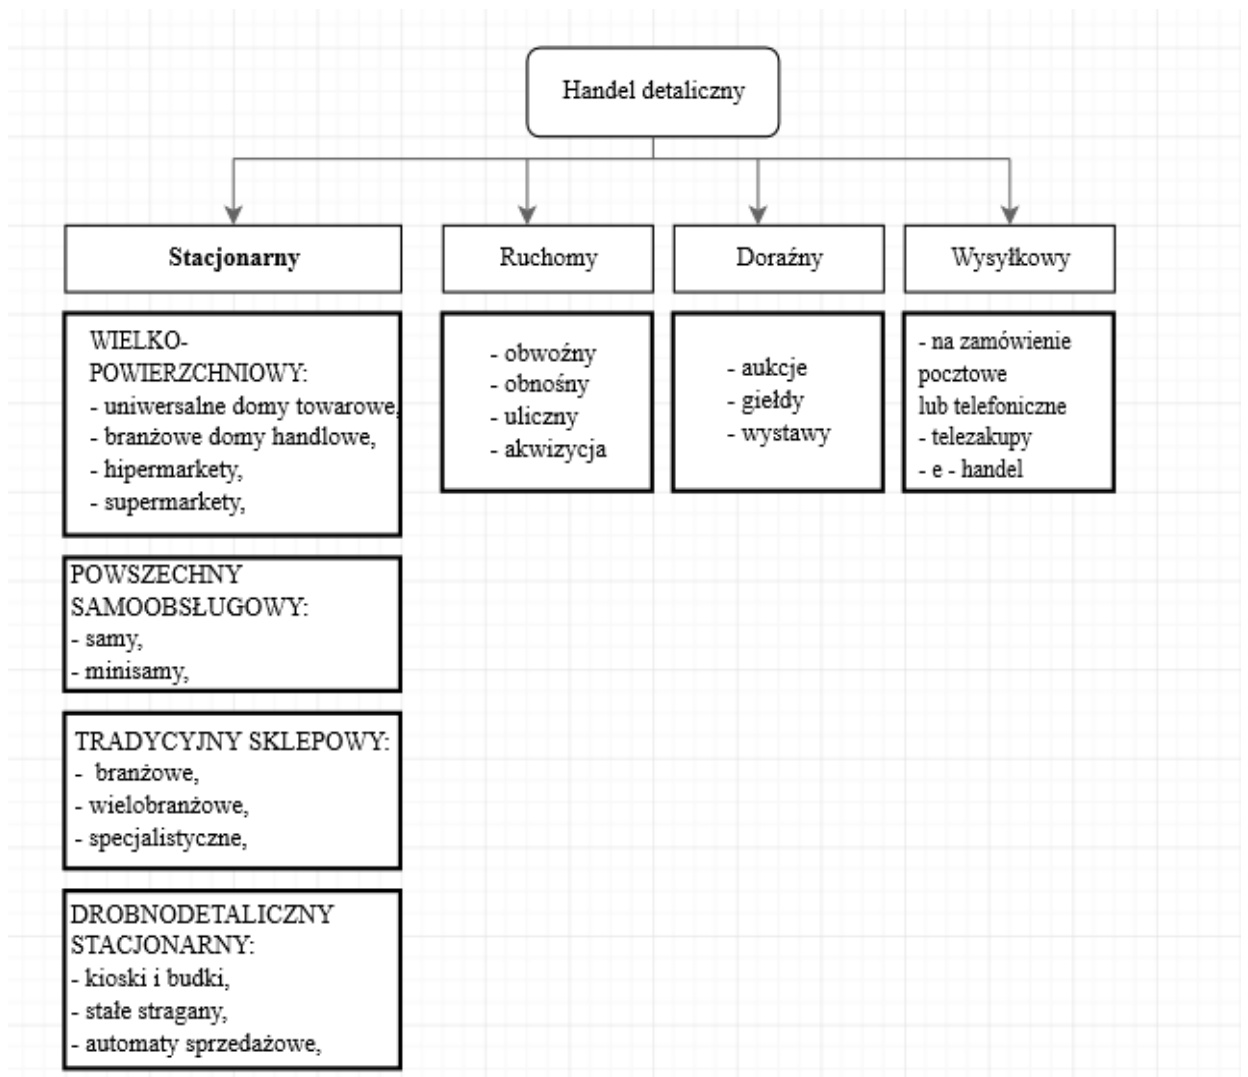 Handel detaliczny
Stacjonarny
Ruchomy
Doraźny
Wysyłkowy
WIELKO-
POWIERZCHNIOWY:
- uniwersalne domy towarowe,
- branżowe domy handlowe,
- hipermarkety,
- supermarkety,
- obwoźny
- obnośny
- uliczny
- akwizycja
- aukcje
- giełdy
- wystawy
- na zamówienie
pocztowe
lub telefoniczne
- telezakupy
- e - handel
POWSZECHNY
SAMOOBSŁUGOWY:
- samy,
- minisamy,
TRADYCYJNY SKLEPOWY:
- branżowe,
- wielobranżowe,
- specjalistyczne,
DROBNODETALICZNY
STACJONARNY:
- kioski i budki,
- stałe stragany,
- automaty sprzedażowe,